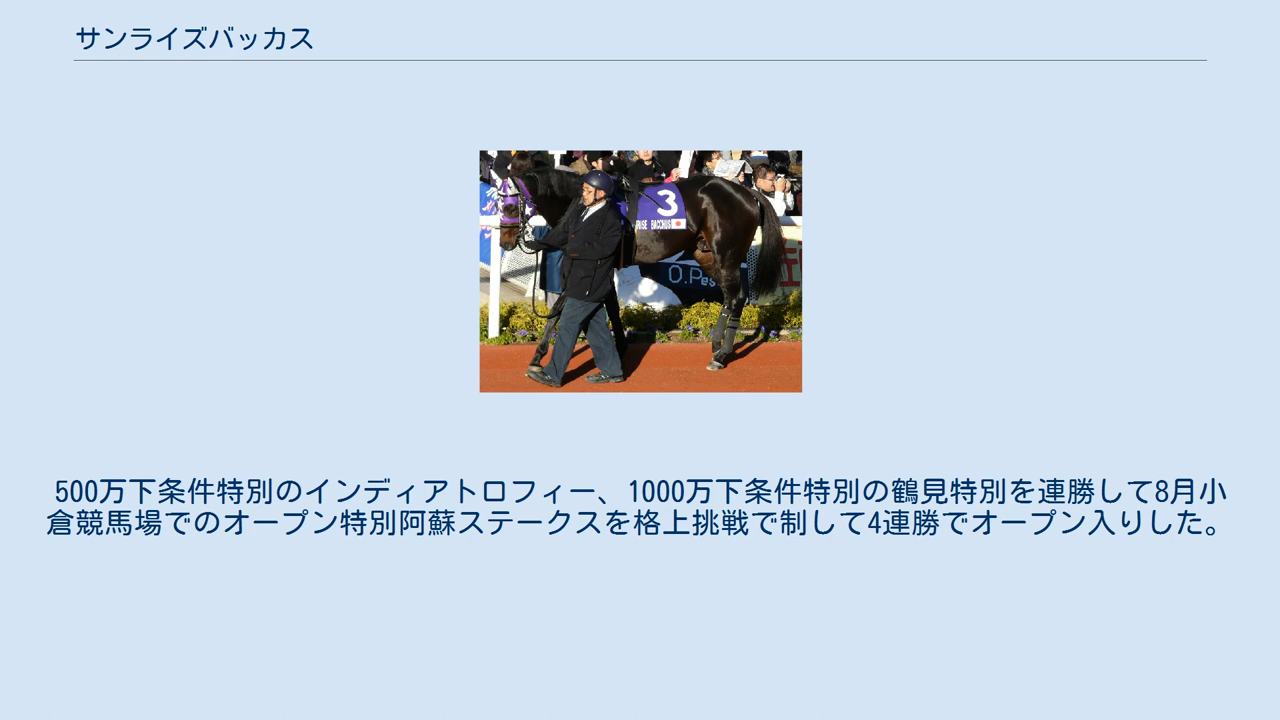 サンライズバッカス
3
RISE BACCHUS
O.Pes
500万下条件特別のインディアトロフィー、1000万下条件特別の鶴見特別を連勝して8月小
倉競馬場でのオープン特別阿蘇ステークスを格上挑戦で制して4連勝でオープン入りした。